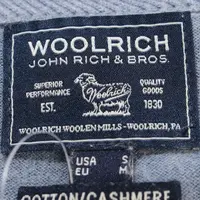 WOOLRICH
JOHN RICH & BROS.
SUPERIOR PERFORMANCE
QUALITY GOODS
Woolrich
EST. 1830
WOOLRICH WOOLEN MILLS - WOOLRICH, PA
USA S
EU M
COTTON/CASHMERE